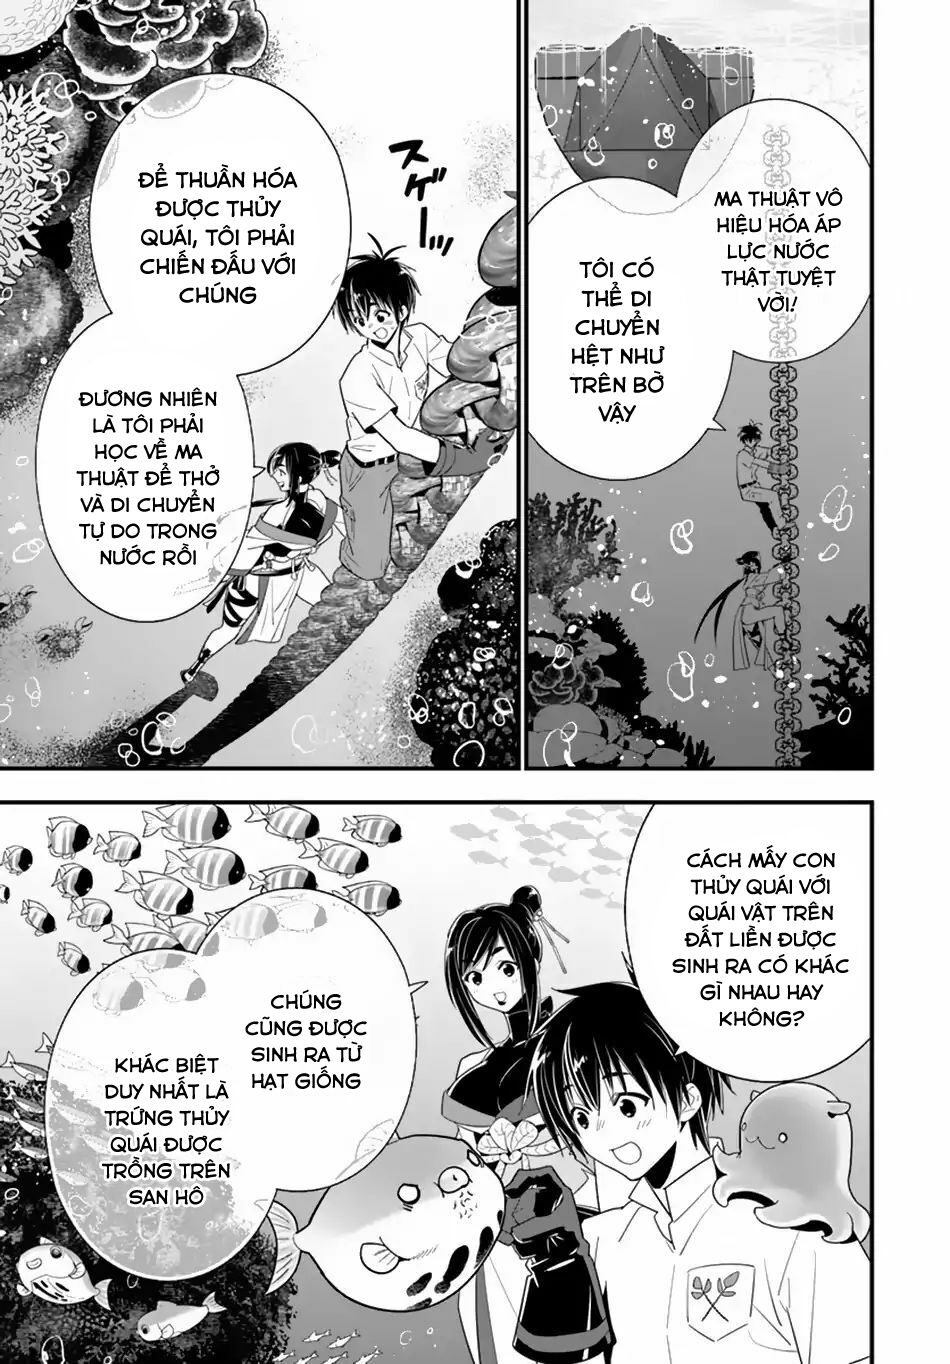 MA THUẬT VÔ
HIỆU HÓA ÁP
LỰC NƯỚC
THẬT TUYỆT
VỜI!
TÔI CÓ
THỂ DI
CHUYỂN
HỆT NHƯ
TRÊN BỜ
VẬY
スゲー!!
ĐỂ THUẦN HÓA
ĐƯỢC THỦY
QUÁI, TÔI PHẢI
CHIẾN ĐẤU VỚI
CHÚNG
ĐƯƠNG NHIÊN
LÀ TÔI PHẢI
HỌC VỀ MA
THUẬT ĐỂ THỞ
VÀ DI CHUYỂN
TỰ DO TRONG
NƯỚC RỒI
CÁCH MẤY CON
THỦY QUÁI VỚI
QUÁI VẬT TRÊN
ĐẤT LIỀN ĐƯỢC
SINH RA CÓ KHÁC
GÌ NHAU HAY
KHÔNG?
CHÚNG
CŨNG ĐƯỢC
SINH RA TỪ
HẠT GIỐNG
KHÁC BIỆT
DUY NHẤT LÀ
TRỨNG THỦY
QUÁI ĐƯỢC
TRỒNG TRÊN
SAN HÔ